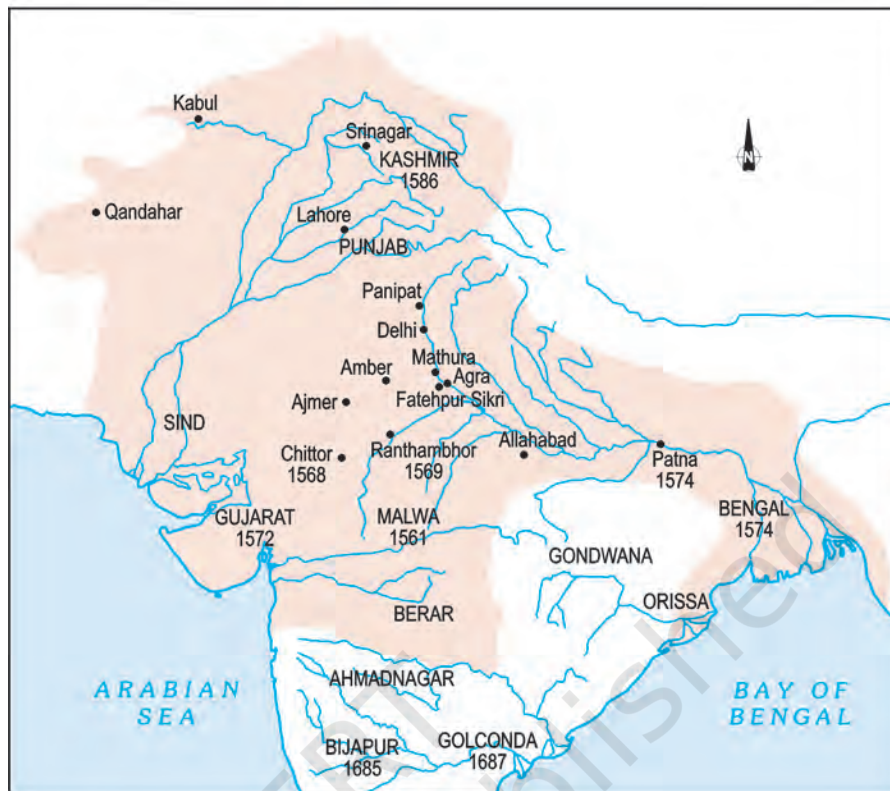 Kabul
Srinagar
KASHMIR
1586
N
Qandahar
Lahore
PUNJAB
Panipat
Delhi
Mathura
Agra
Amber
Fatehpur Sikri
Ajmer
SIND
Ranthambhor
1569
Allahabad
Chittor
1568
Patna
1574
GUJARAT
1572
MALWA
1561
BENGAL
1574
GONDWANA
ORISSA
BERAR
AHMADNAGAR
ARABIAN
SEA
BAY OF
BENGAL
BIJAPUR
1685
GOLCONDA
1687